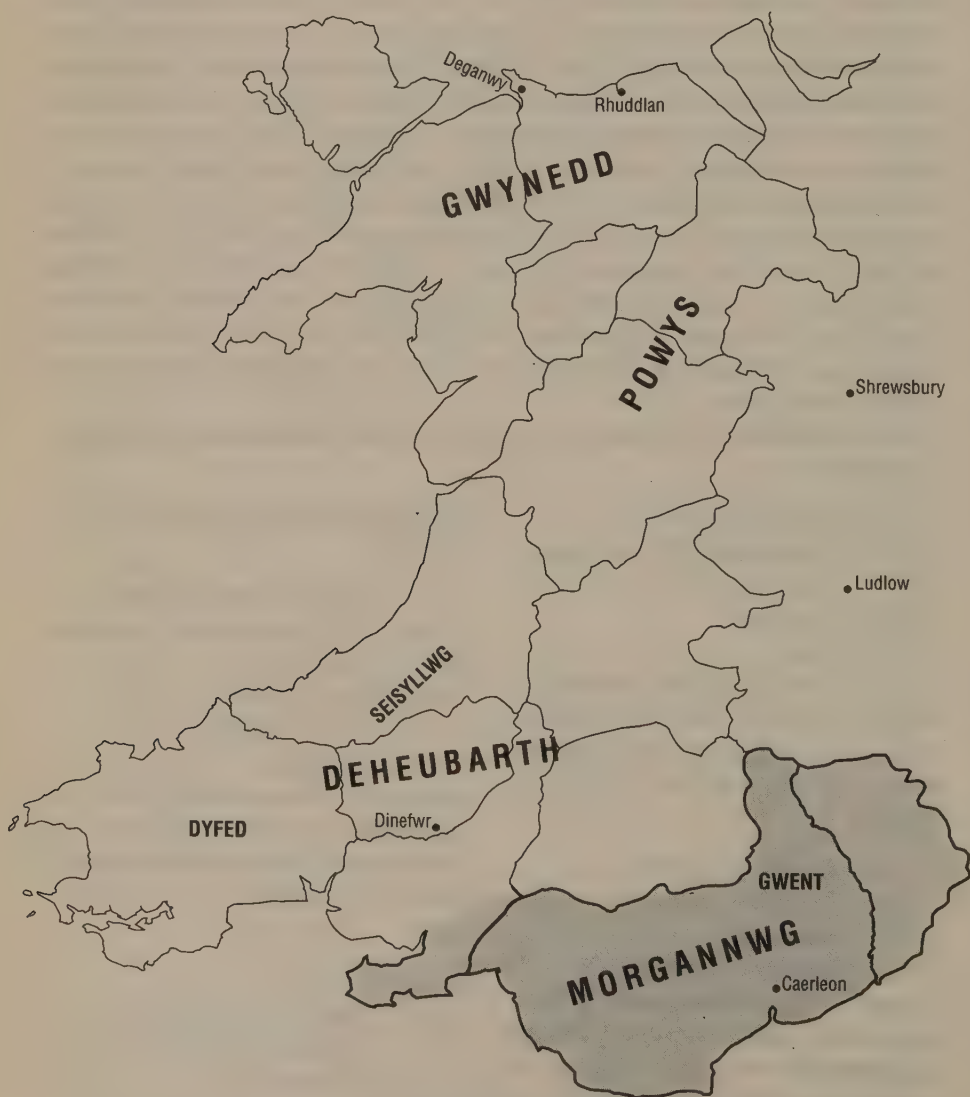 Deganwy
Rhuddlan
GWYNEDD
POWYS
Shrewsbury
Ludlow
SEISYLLWG
DEHEUBARTH
Dinefwr
DYFED
GWENT
MORGANNWG
Caerleon